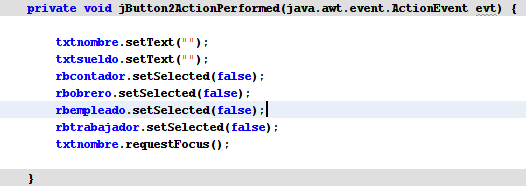 private void jButton2ActionPerformed(java.awt.event.ActionEvent evt) {
txtnombre.setText("");
txtsueldo.setText("");
rbcontador.setSelected(false);
rbobrero.setSelected(false);
rbempleado.setSelected(false);
rbtrabajador.setSelected(false);
txtnombre.requestFocus();
}